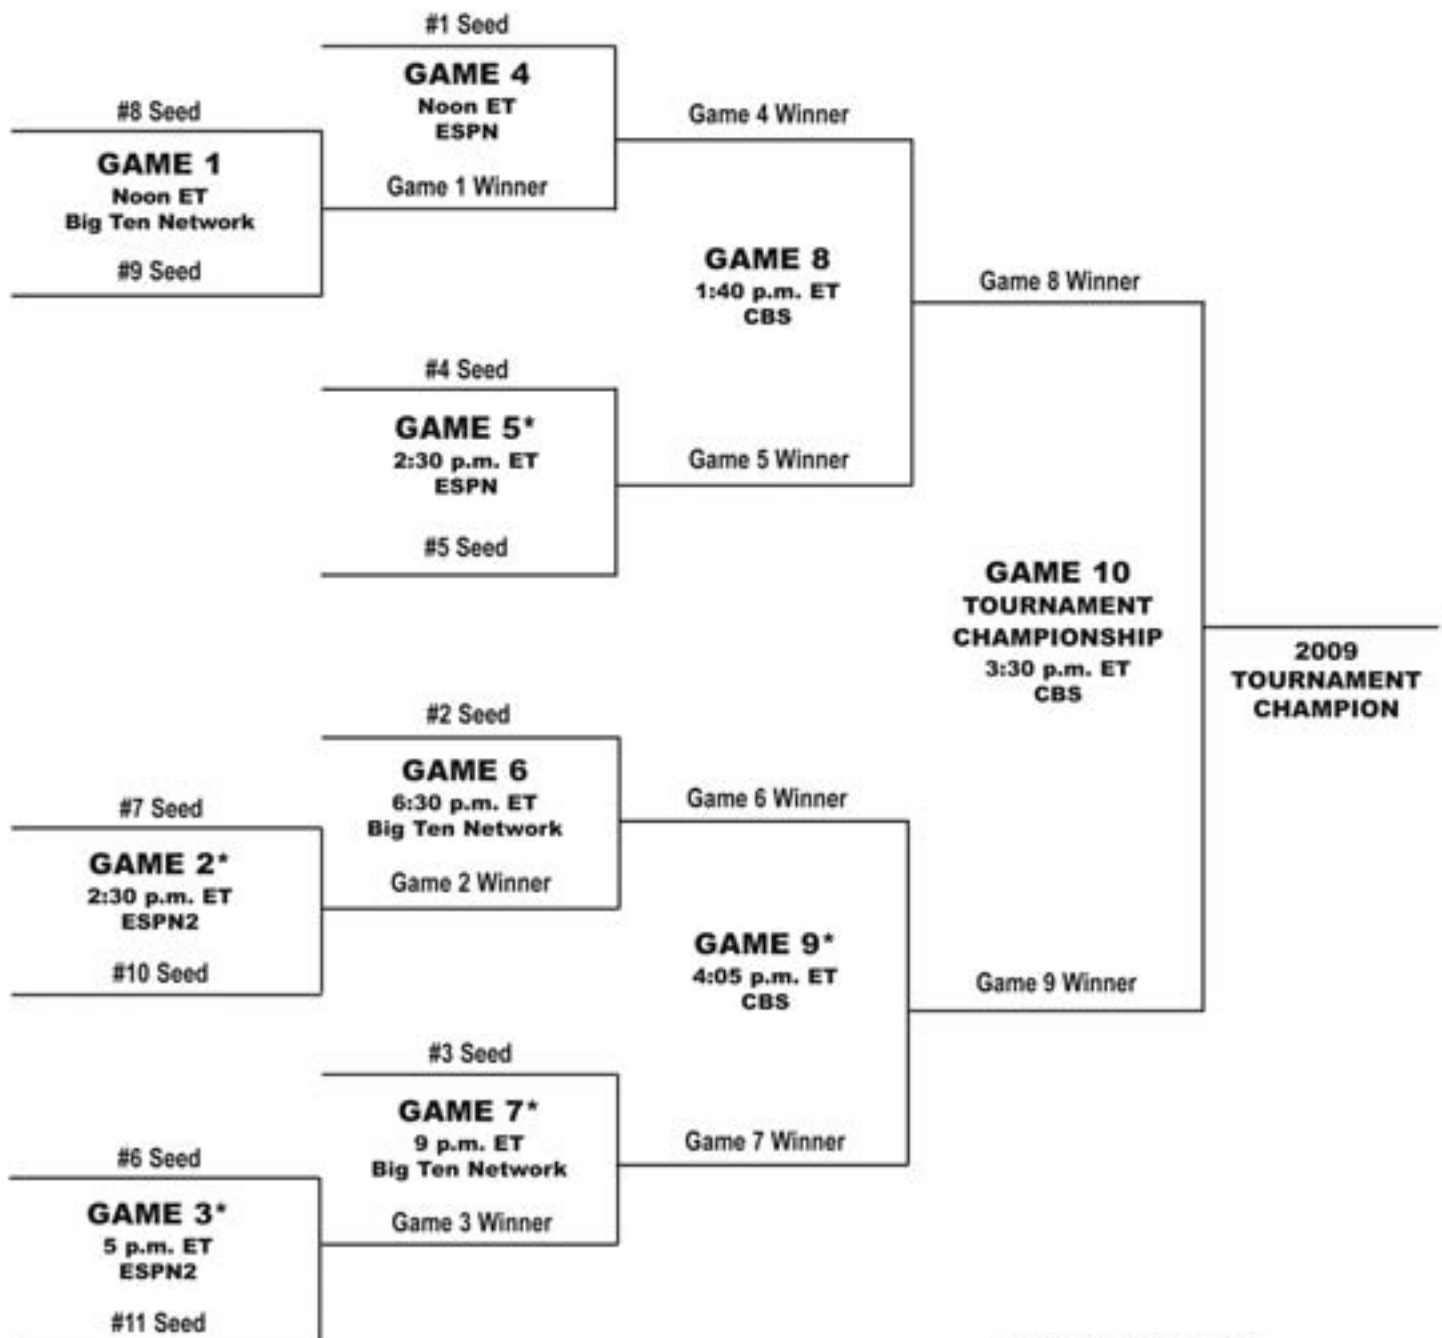 #1 Seed
GAME 4
Noon ET
ESPN
Game 1 Winner
#8 Seed
GAME 1
Noon ET
Big Ten Network
#9 Seed
Game 4 Winner
GAME 8
1:40 p.m. ET
CBS
Game 5 Winner
#4 Seed
GAME 5*
2:30 p.m. ET
ESPN
#5 Seed
Game 8 Winner
GAME 10
TOURNAMENT
CHAMPIONSHIP
3:30 p.m. ET
CBS
Game 9 Winner
2009
TOURNAMENT
CHAMPION
#2 Seed
GAME 6
6:30 p.m. ET
Big Ten Network
Game 2 Winner
#7 Seed
GAME 2*
2:30 p.m. ET
ESPN2
#10 Seed
Game 6 Winner
GAME 9*
4:05 p.m. ET
CBS
Game 7 Winner
#3 Seed
GAME 7*
9 p.m. ET
Big Ten Network
Game 3 Winner
#6 Seed
GAME 3*
5 p.m. ET
ESPN2
#11 Seed